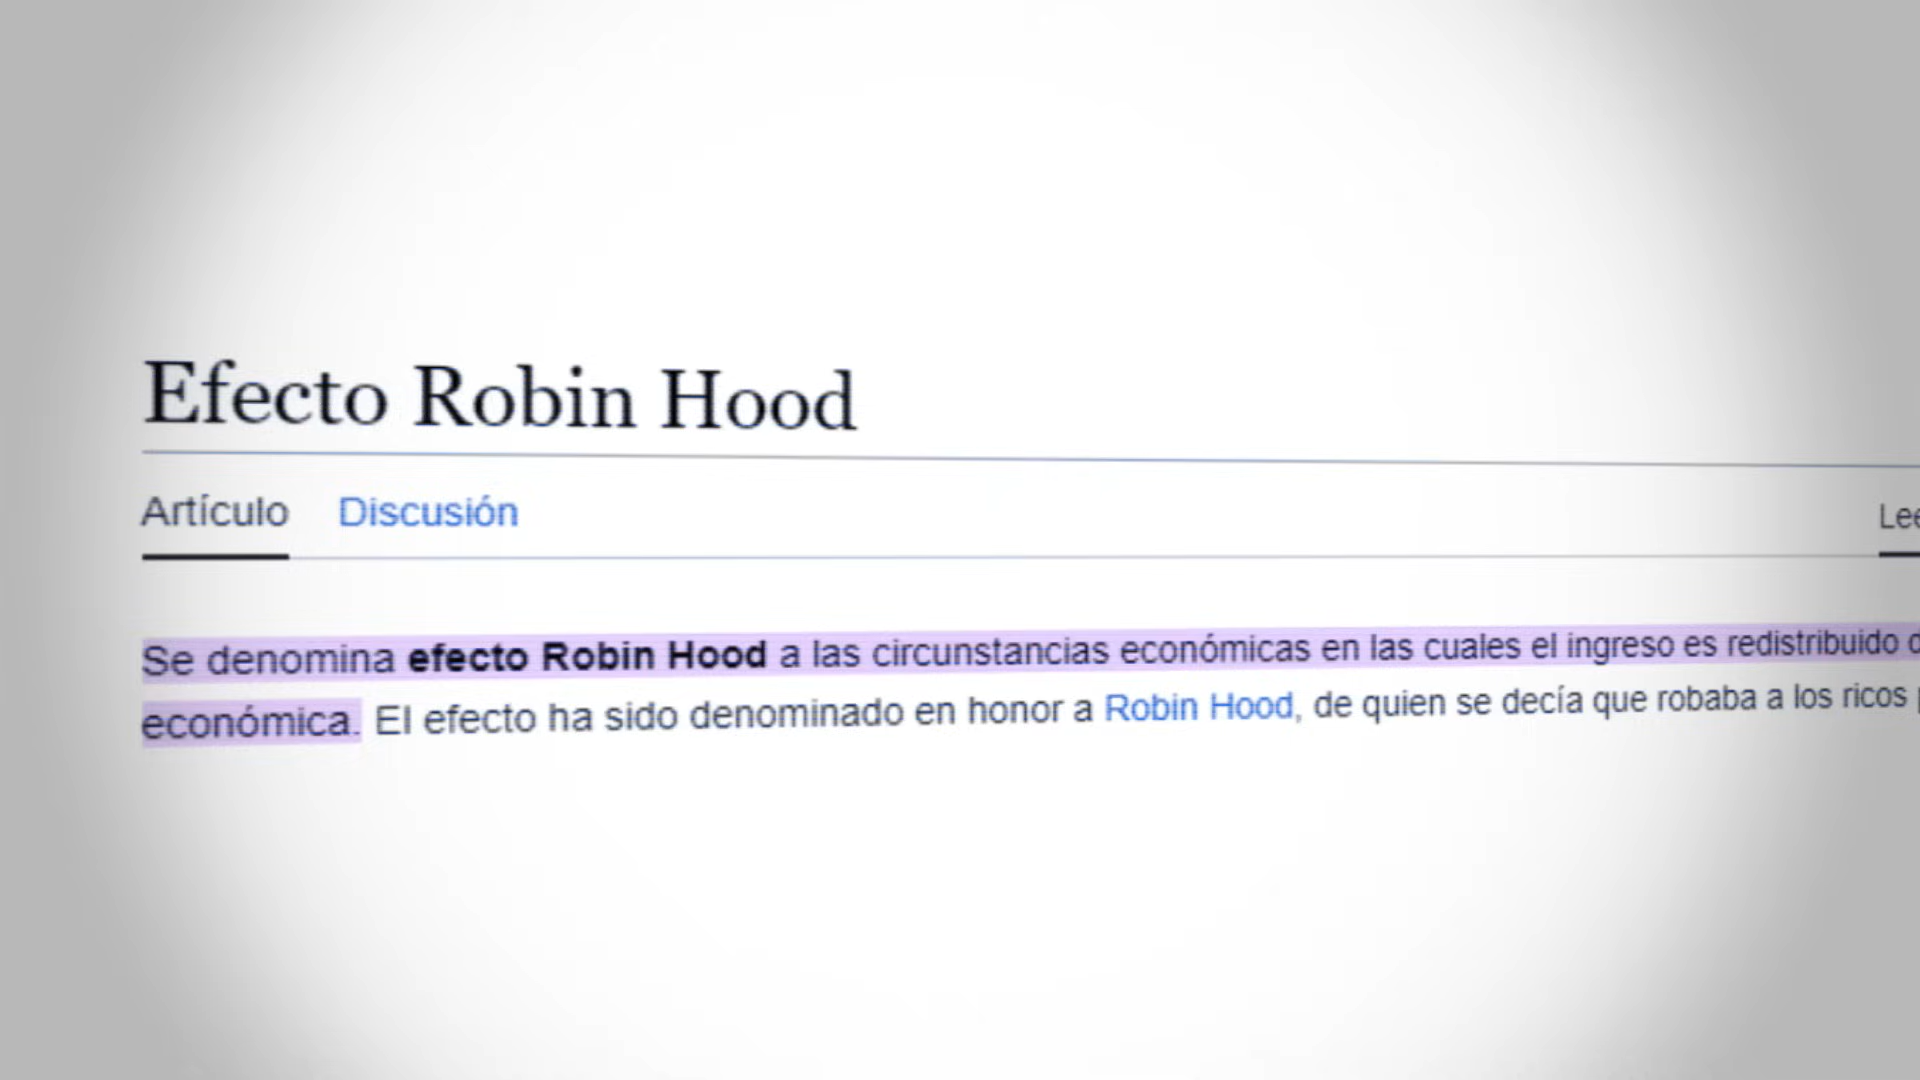 Efecto Robin Hood
Artículo Discusión
Se denomina efecto Robin Hood a las circunstancias económicas en las cuales el ingreso es redistribuido
económica. El efecto ha sido denominado en honor a Robin Hood, de quien se decía que robaba a los ricos